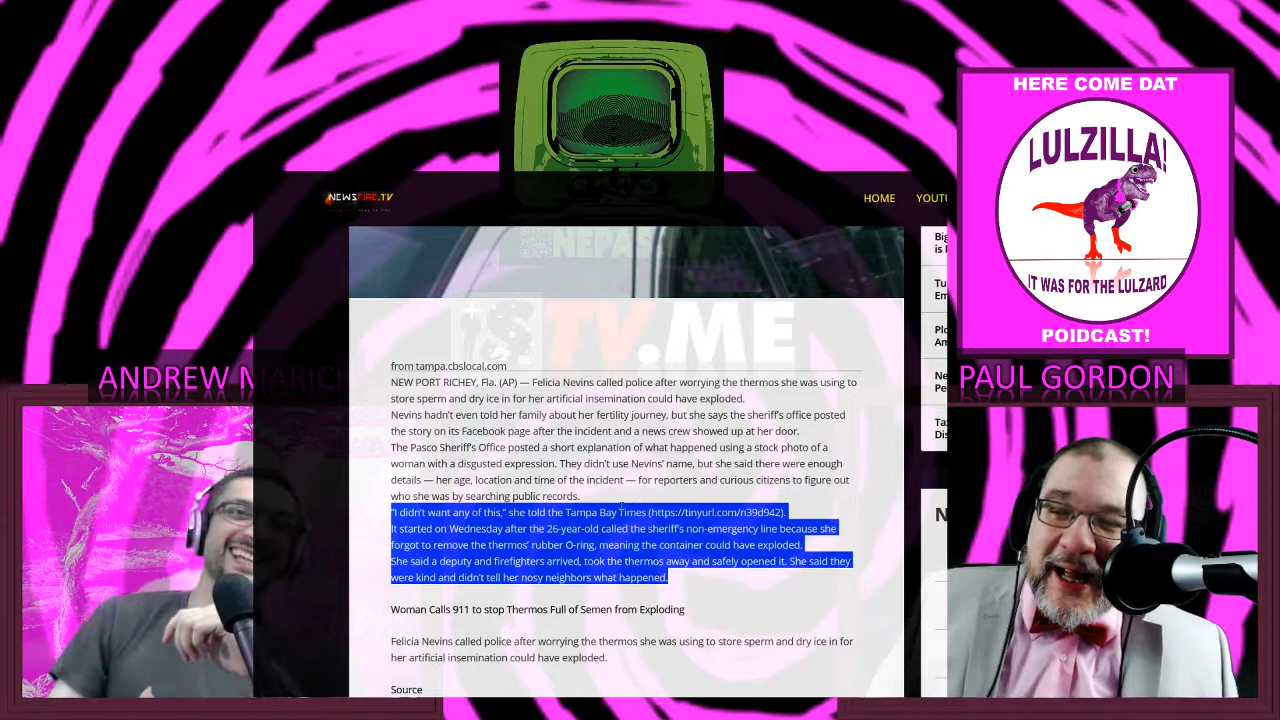 HERE COME DAT
LULZILLA!
IT WAS FOR THE LULZARD
POIDCAST!
NEWSFIRE.TV
HOME YOUTU
NEPA
TV.ME
Big
is
Tu
Em
Plo
Am
Ne
Pe
Tax
Dis
N
ANDREW MARICH
PAUL GORDON
from tampa.cbslocal.com
NEW PORT RICHEY, Fla. (AP) — Felicia Nevins called police after worrying the thermos she was using to
store sperm and dry ice in for her artificial insemination could have exploded.
Nevins hadn't even told her family about her fertility journey, but she says the sheriff's office posted
the story on its Facebook page after the incident and a news crew showed up at her door.
The Pasco Sheriff's Office posted a short explanation of what happened using a stock photo of a
woman with a disgusted expression. They didn't use Nevins' name, but she said there were enough
details — her age, location and time of the incident — for reporters and curious citizens to figure out
who she was by searching public records.
"I didn't want any of this," she told the Tampa Bay Times (https://tinyurl.com/n39d942).
It started on Wednesday after the 26-year-old called the sheriff's non-emergency line because she
forgot to remove the thermos' rubber O-ring, meaning the container could have exploded.
She said a deputy and firefighters arrived, took the thermos away and safely opened it. She said they
were kind and didn't tell her nosy neighbors what happened.
Woman Calls 911 to stop Thermos Full of Semen from Exploding
Felicia Nevins called police after worrying the thermos she was using to store sperm and dry ice in for
her artificial insemination could have exploded.
Source